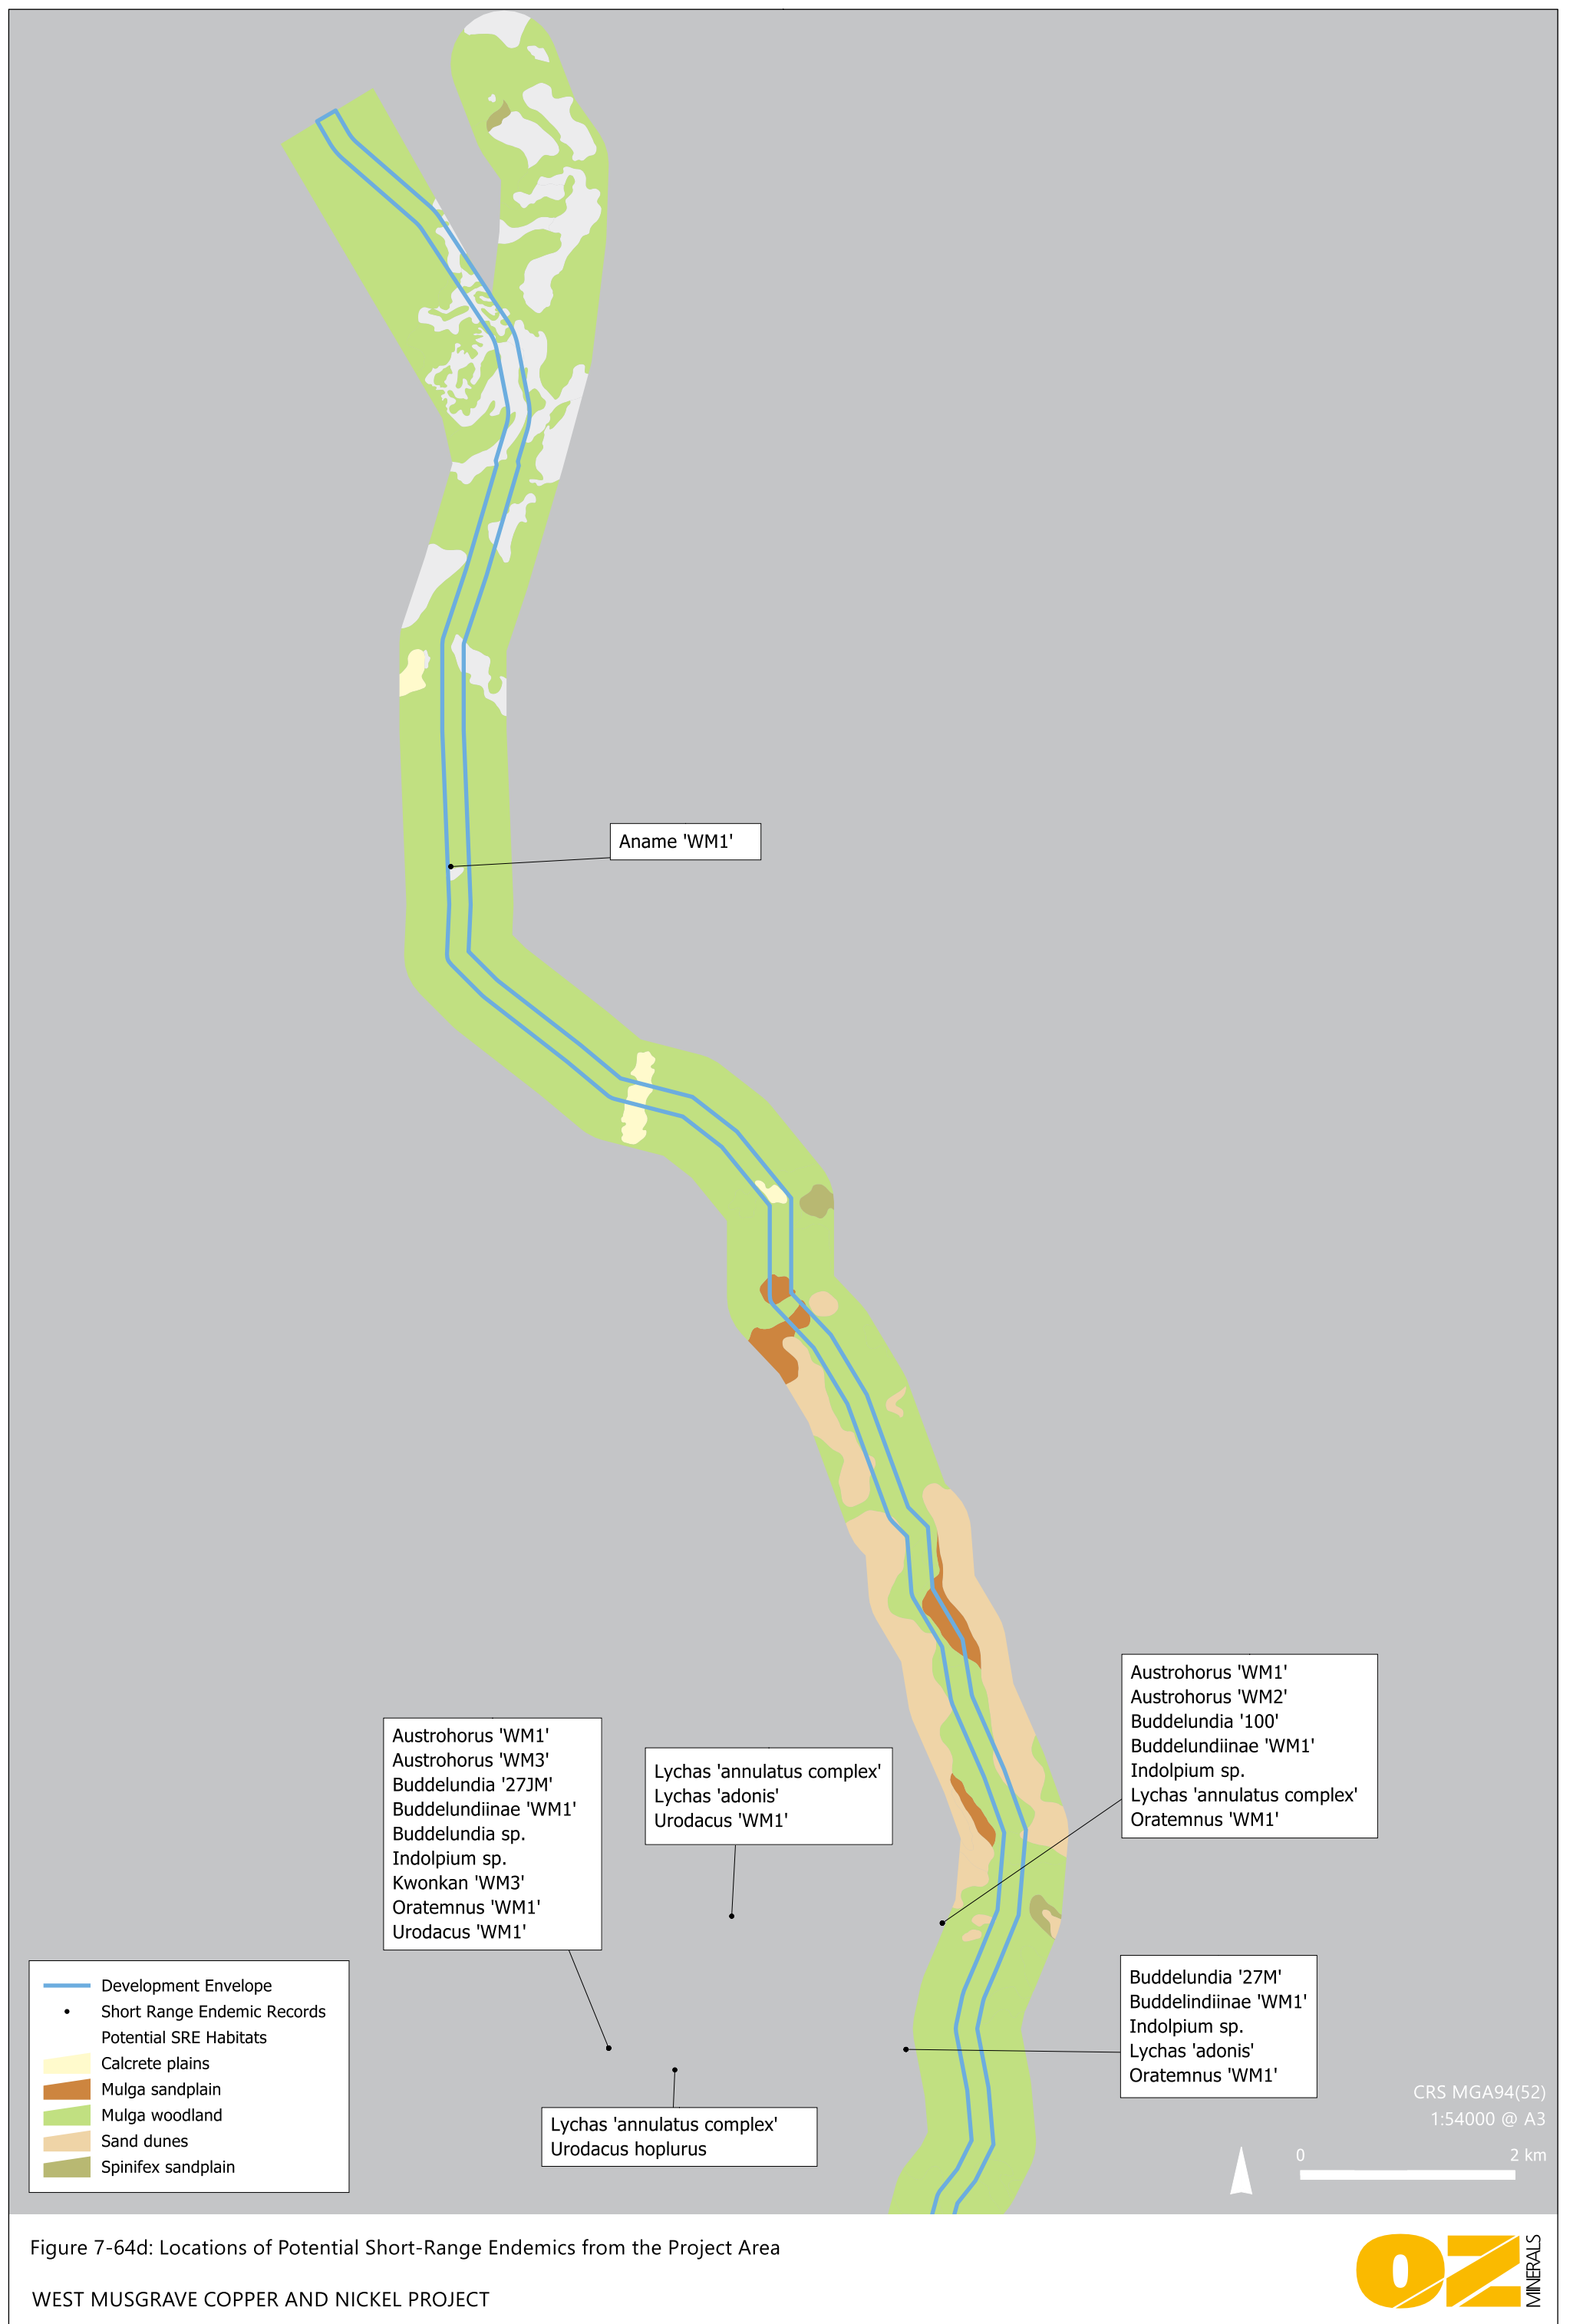 Aname 'WM1'
Austrohorus 'WM1'
Austrohorus 'WM2'
Buddelundia '100'
Buddelundiinae 'WM1'
Indolpium sp.
Lychas 'annulatus complex'
Oratemnus 'WM1'
Austrohorus 'WM1'
Austrohorus 'WM3'
Buddelundia '27JM'
Buddelundiinae 'WM1'
Buddelundia sp.
Indolpium sp.
Kwonkan 'WM3'
Oratemnus 'WM1'
Urodacus 'WM1'
Lychas 'annulatus complex'
Lychas 'adonis'
Urodacus 'WM1'
Buddelundia '27M'
Buddelindiinae 'WM1'
Indolpium sp.
Lychas 'adonis'
Oratemnus 'WM1'
Lychas 'annulatus complex'
Urodacus hoplurus
Development Envelope
Short Range Endemic Records
Potential SRE Habitats
Calcrete plains
Mulga sandplain
Mulga woodland
Sand dunes
Spinifex sandplain
CRS MGA94(52)
1:54000 @ A3
0 2 km
Figure 7-64d: Locations of Potential Short-Range Endemics from the Project Area
WEST MUSGRAVE COPPER AND NICKEL PROJECT
OZ
MINERALS